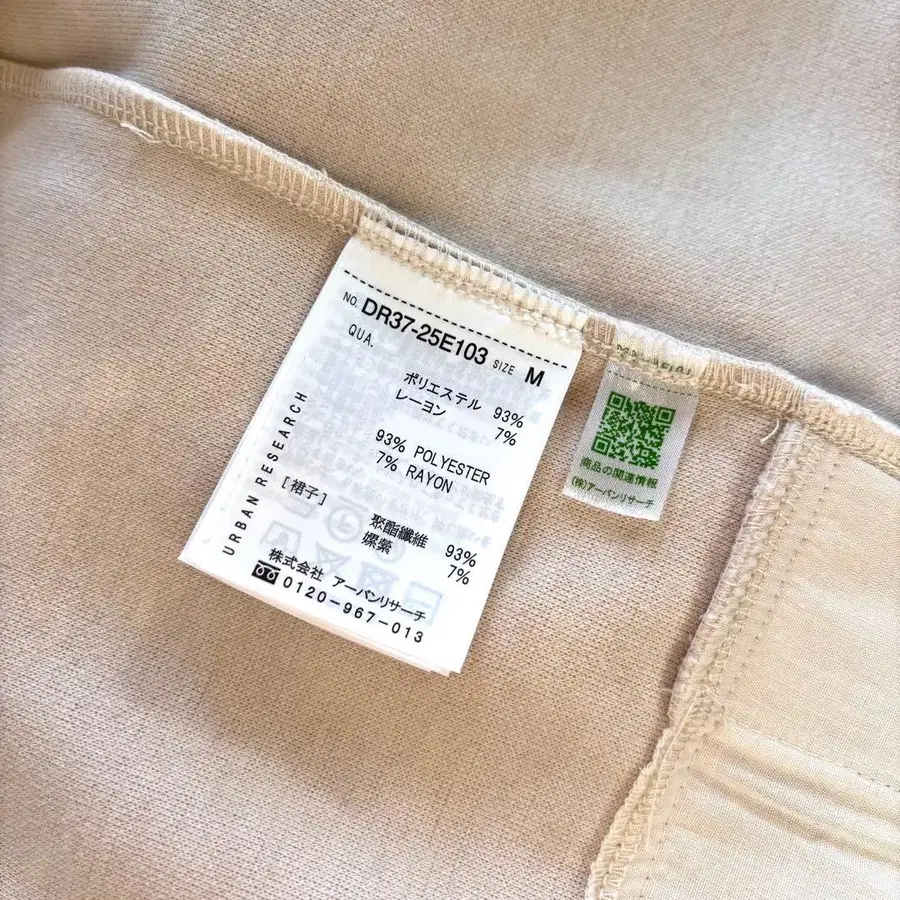 NO. DR37-25E103 SIZE M
QUA.
ポリエステル 93%
レーヨン 7%
93% POLYESTER
7% RAYON
[裙子]
聚酯纖維 93%
嫘縈 7%
株式会社 アーバンリサーチ
0120-967-013
URBAN RESEARCH
商品の関連情報
(株)アーバンリサーチ